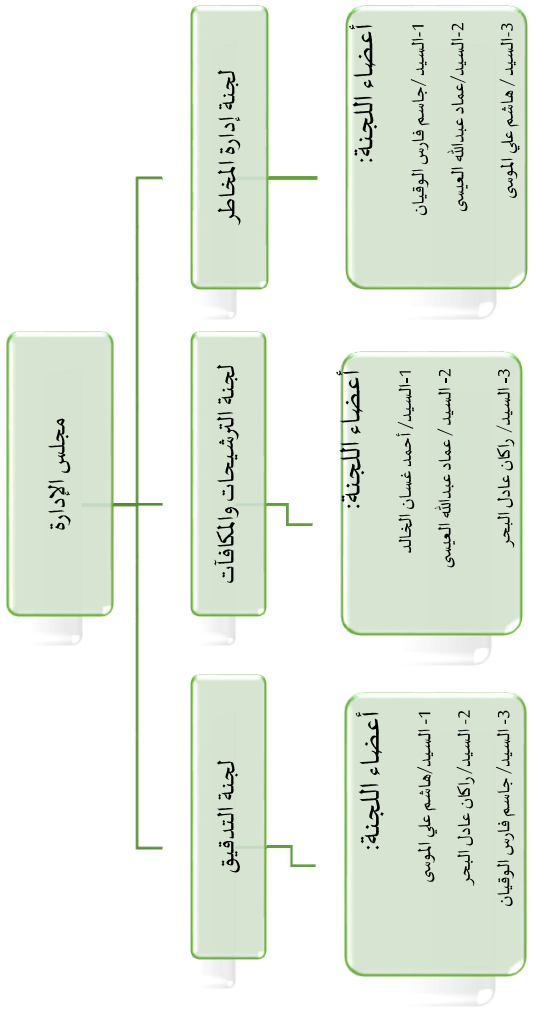 مجلس الإدارة
لجنة إدارة المخاطر
أعضاء اللجنة:
1-السيد/جاسم فارس الوقيان
2-السيد/عماد عبدالله العيسى
3-السيد / هاشم علي الموسى
لجنة الترشيحات والمكافآت
أعضاء اللجنة:
1-السيد/ أحمد غسان الخالد
2- السيد / عماد عبدالله العيسى
3- السيد/ راكان عادل البحر
لجنة التدقيق
أعضاء اللجنة:
1- السيد/هاشم علي الموسى
2- السيد/ راكان عادل البحر
3- السيد/ جاسم فارس الوقيان